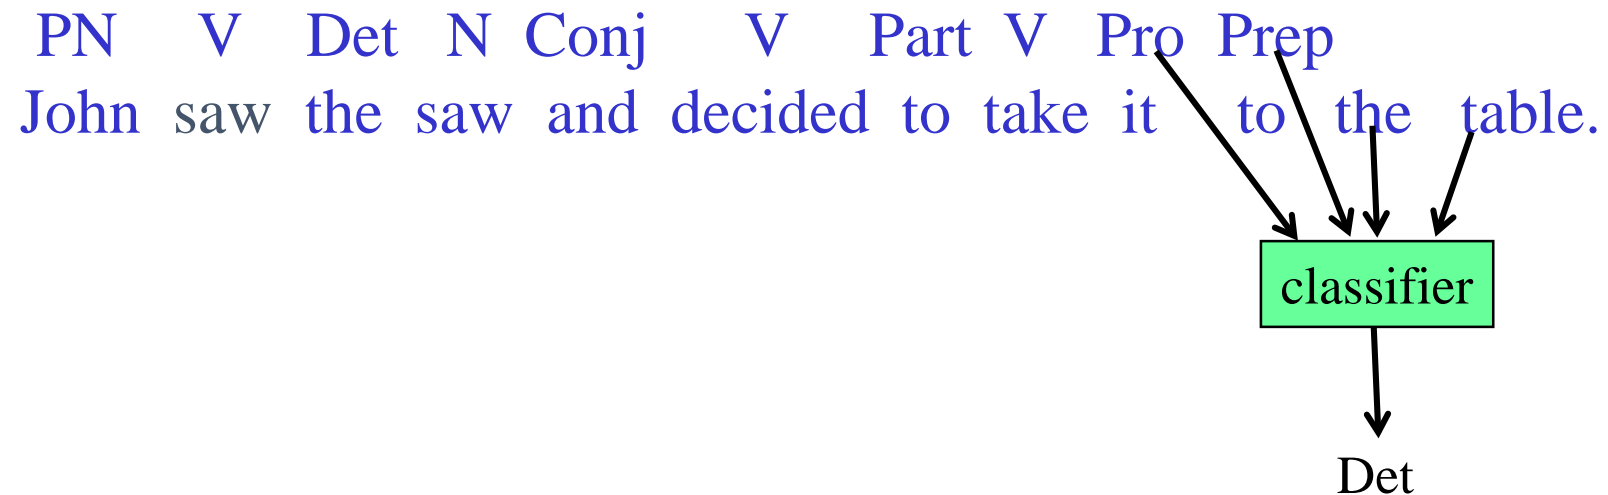 PN V Det N Conj V Part V Pro Prep
John saw the saw and decided to take it to the table.
classifier
Det